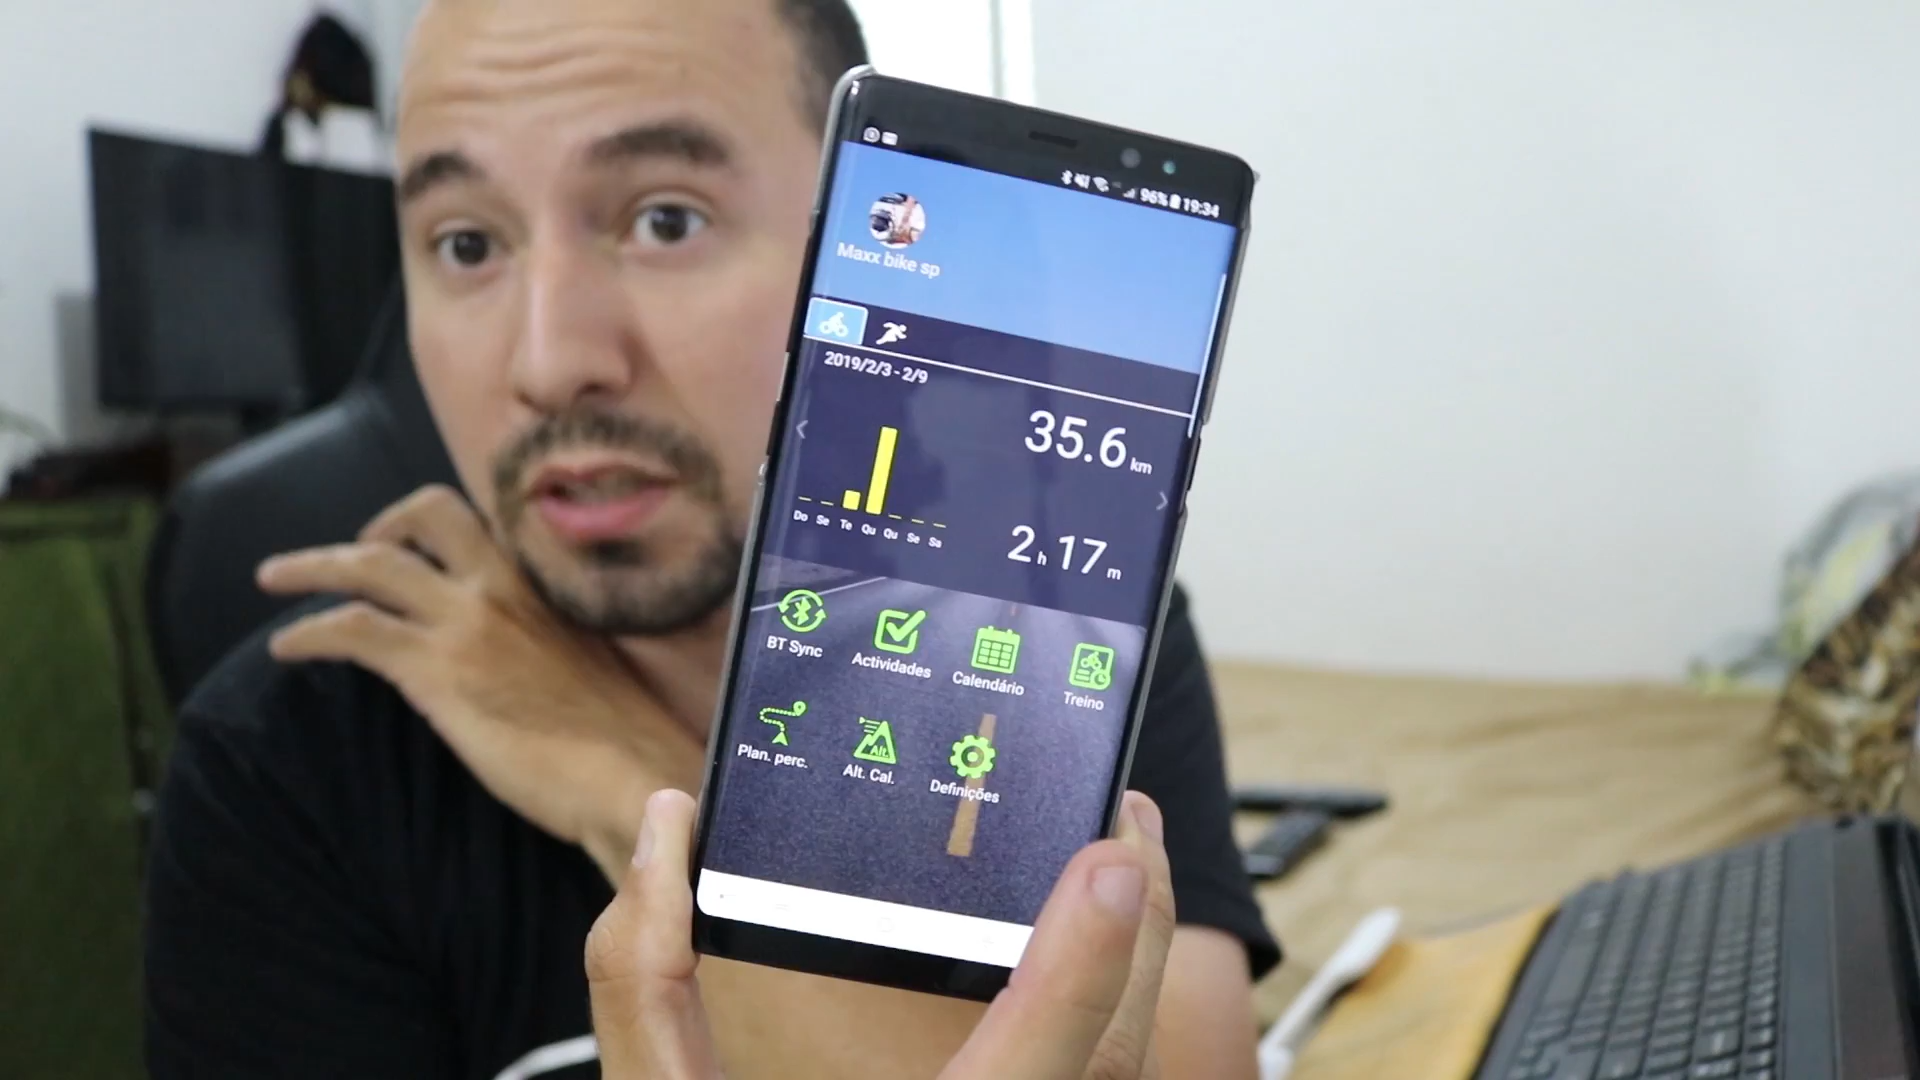 96% 19:34
Maxx bike sp
2019/2/3 - 2/9
35.6 km
Do Se Te Qu Qu Se Sa
2 h 17 m
BT Sync Actividades Calendário Treino
Plan. perc. Alt. Cal. Definições
Alt.